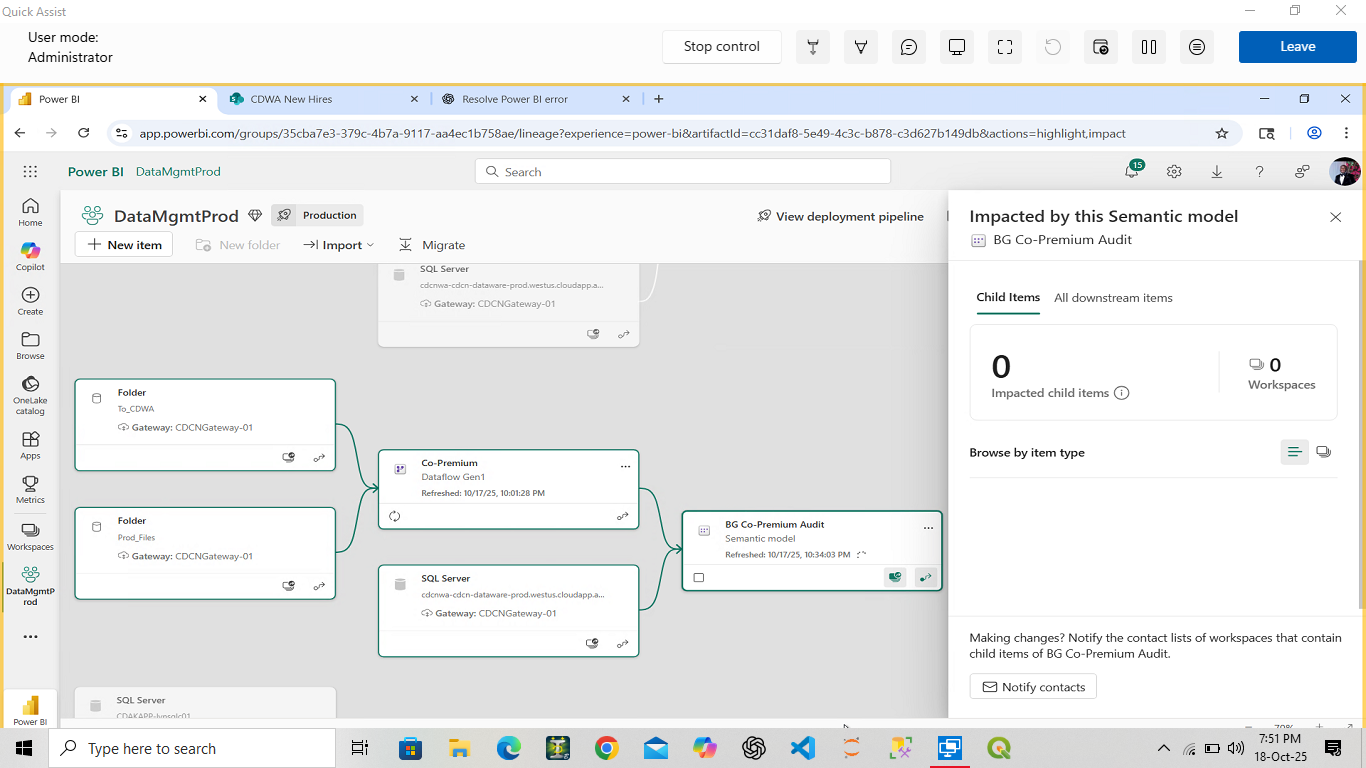 Quick Assist
User mode:
Administrator
Stop control
Leave
Power BI
CDWA New Hires
Resolve Power BI error
app.powerbi.com/groups/35cba7e3-379c-4b7a-9117-aa4ec1b758ae/lineage?experience=power-bi&artifactId=cc31daf8-5e49-4c3c-b878-c3d627b149db&actions=highlight,impact
Power BI DataMgmtProd
Search
15
Home
Copilot
Create
Browse
OneLake
catalog
Apps
Metrics
Workspaces
DataMgmtP
rod
Power BI
DataMgmtProd
Production
View deployment pipeline
New item
New folder
Import
Migrate
SQL Server
cdcnwa-cdcn-dataware-prod.westus.cloudapp.a...
Gateway: CDCNGateway-01
Folder
To_CDWA
Gateway: CDCNGateway-01
Folder
Prod_Files
Gateway: CDCNGateway-01
Co-Premium
Dataflow Gen1
Refreshed: 10/17/25, 10:01:28 PM
SQL Server
cdcnwa-cdcn-dataware-prod.westus.cloudapp.a...
Gateway: CDCNGateway-01
BG Co-Premium Audit
Semantic model
Refreshed: 10/17/25, 10:34:03 PM
SQL Server
Impacted by this Semantic model
BG Co-Premium Audit
Child Items
All downstream items
0
Impacted child items
0
Workspaces
Browse by item type
Making changes? Notify the contact lists of workspaces that contain
child items of BG Co-Premium Audit.
Notify contacts
Type here to search
7:51 PM
18-Oct-25